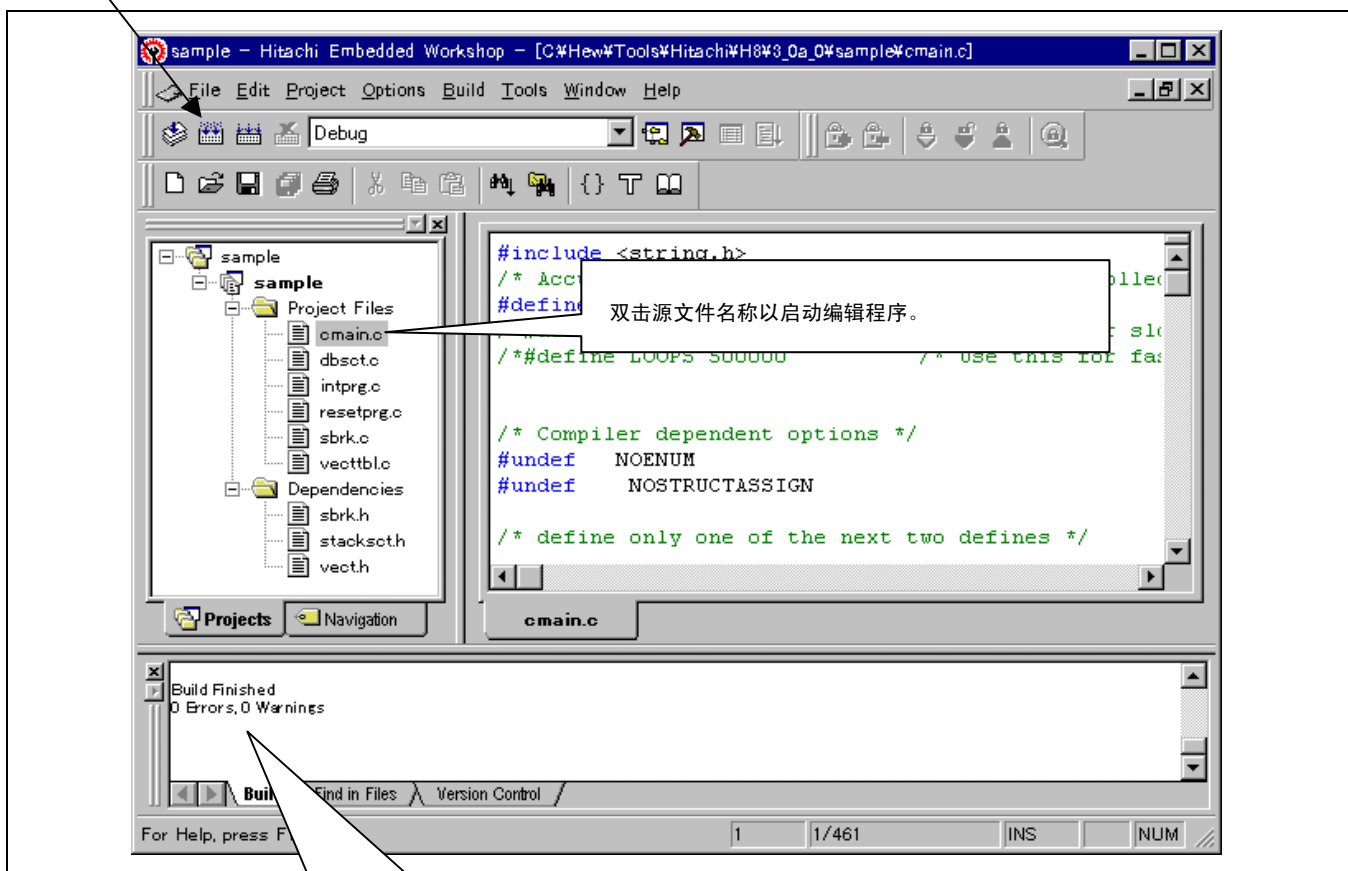 sample - Hitachi Embedded Workshop - [C:¥Hew¥Tools¥Hitachi¥H8¥3_0a_0¥sample¥cmain.c]
File Edit Project Options Build Tools Window Help
Debug
sample
sample
Project Files
cmain.c
dbsct.c
intprg.c
resetprg.c
sbrk.c
vecttbl.c
Dependencies
sbrk.h
stacksct.h
vect.h
Projects
Navigation
#include <string.h>
/*
#define
双击源文件名称以启动编辑程序。
/*#define LOOPS 500000 /* Use this for
/* Compiler dependent options */
#undef NOENUM
#undef NOSTRUCTASSIGN
/* define only one of the next two defines */
cmain.c
Build Finished
0 Errors, 0 Warnings
Find in Files
Version Control
For Help, press
1
1/461
INS
NUM